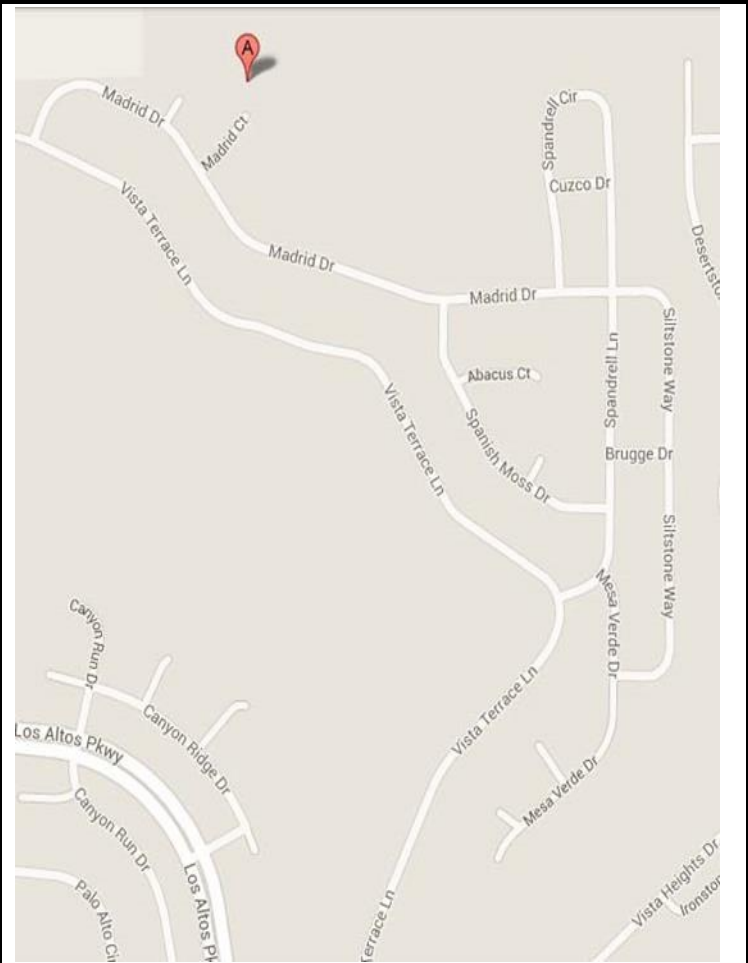 A
Madrid Dr
Madrid Ct
Spandrell Cir
Cuzco Dr
Vista Terrace Ln
Madrid Dr
Madrid Dr
Siltstone Way
Spandrell Ln
Abacus Ct
Vista Terrace Ln
Spanish Moss Dr
Brugge Dr
Siltstone Way
Mesa Verde Dr
Canyon Run Dr
Vista Terrace Ln
Los Altos Pkwy
Canyon Ridge Dr
Mesa Verde Dr
Canyon Run Dr
Vista Heights Dr
Los Altos
Palo Alto
Terrace Ln